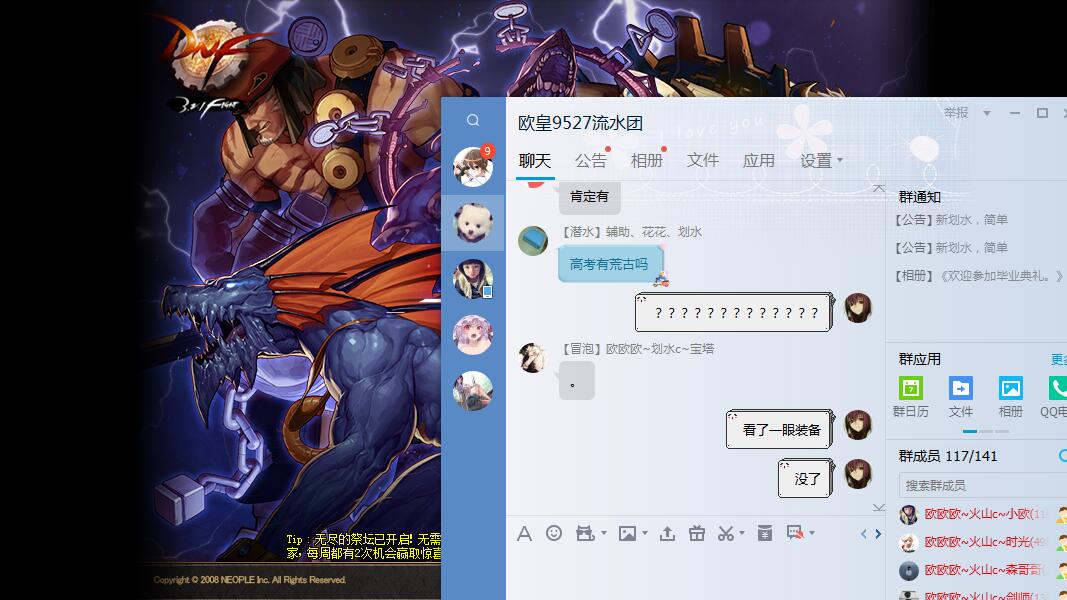 DNF
3.2.1 FIGHT
欧皇9527流水团
举报
聊天 公告 相册 文件 应用 设置
9
肯定有
【潜水】辅助、花花、划水
高考有荒古吗
？？？？？？？？？？？？？
【冒泡】欧欧欧~划水c~宝塔
。
看了一眼装备
没了
群通知
【公告】新划水，简单
【公告】新划水，简单
【相册】《欢迎参加毕业典礼。》
群应用
群日历 文件 相册 QQ电
群成员 117/141
搜索群成员
欧欧欧~火山c~小欧
欧欧欧~火山c~时光
欧欧欧~火山c~森哥哥
欧欧欧~火山c~剑师
Tip：无尽的祭坛已开启! 无需
家，每周都有2次机会赢取惊喜
Copyright © 2008 NEOPLE Inc. All Rights Reserved.